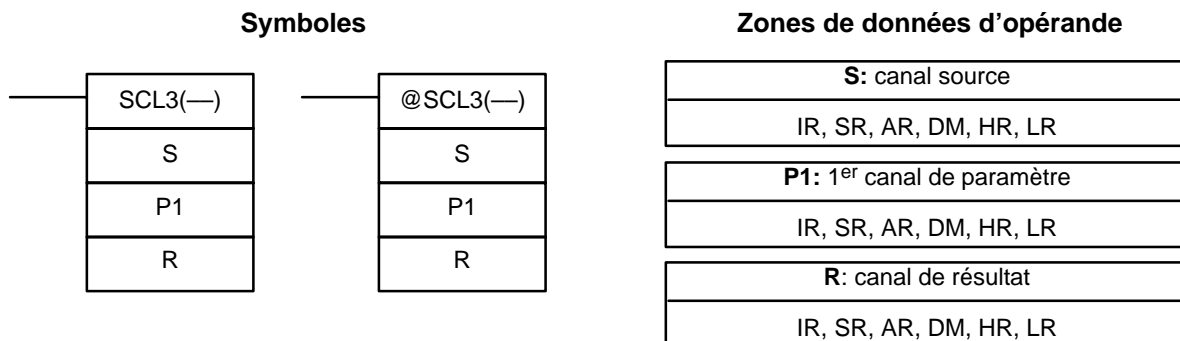 Symboles
SCL3(—)
S
P1
R
@SCL3(—)
S
P1
R
Zones de données d’opérande
S: canal source
IR, SR, AR, DM, HR, LR
P1: 1er canal de paramètre
IR, SR, AR, DM, HR, LR
R: canal de résultat
IR, SR, AR, DM, HR, LR